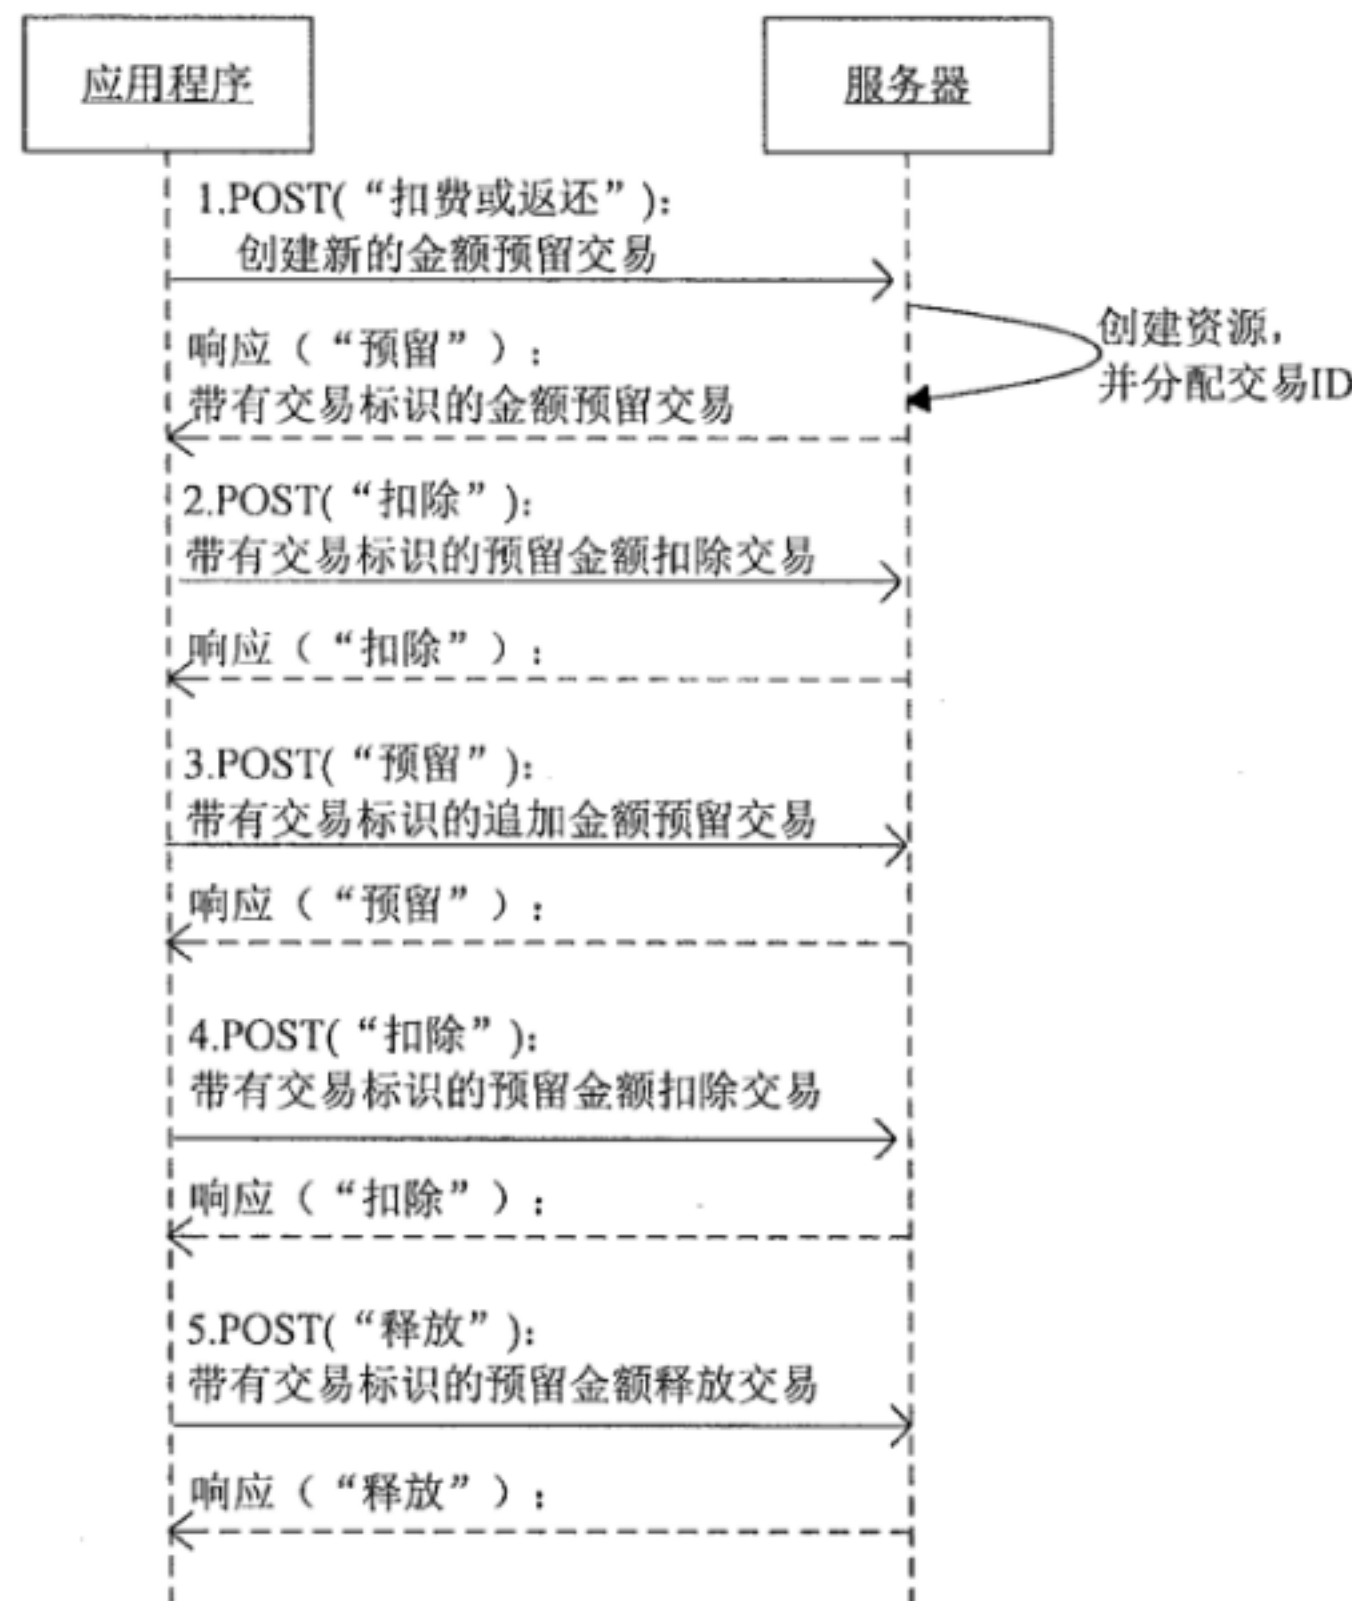 应用程序
服务器
1.POST(“扣费或返还”):
创建新的金额预留交易
创建资源,
并分配交易ID
响应（“预留”）:
带有交易标识的金额预留交易
2.POST(“扣除”):
带有交易标识的预留金额扣除交易
响应（“扣除”）:
3.POST(“预留”):
带有交易标识的追加金额预留交易
响应（“预留”）:
4.POST(“扣除”):
带有交易标识的预留金额扣除交易
响应（“扣除”）:
5.POST(“释放”):
带有交易标识的预留金额释放交易
响应（“释放”）: